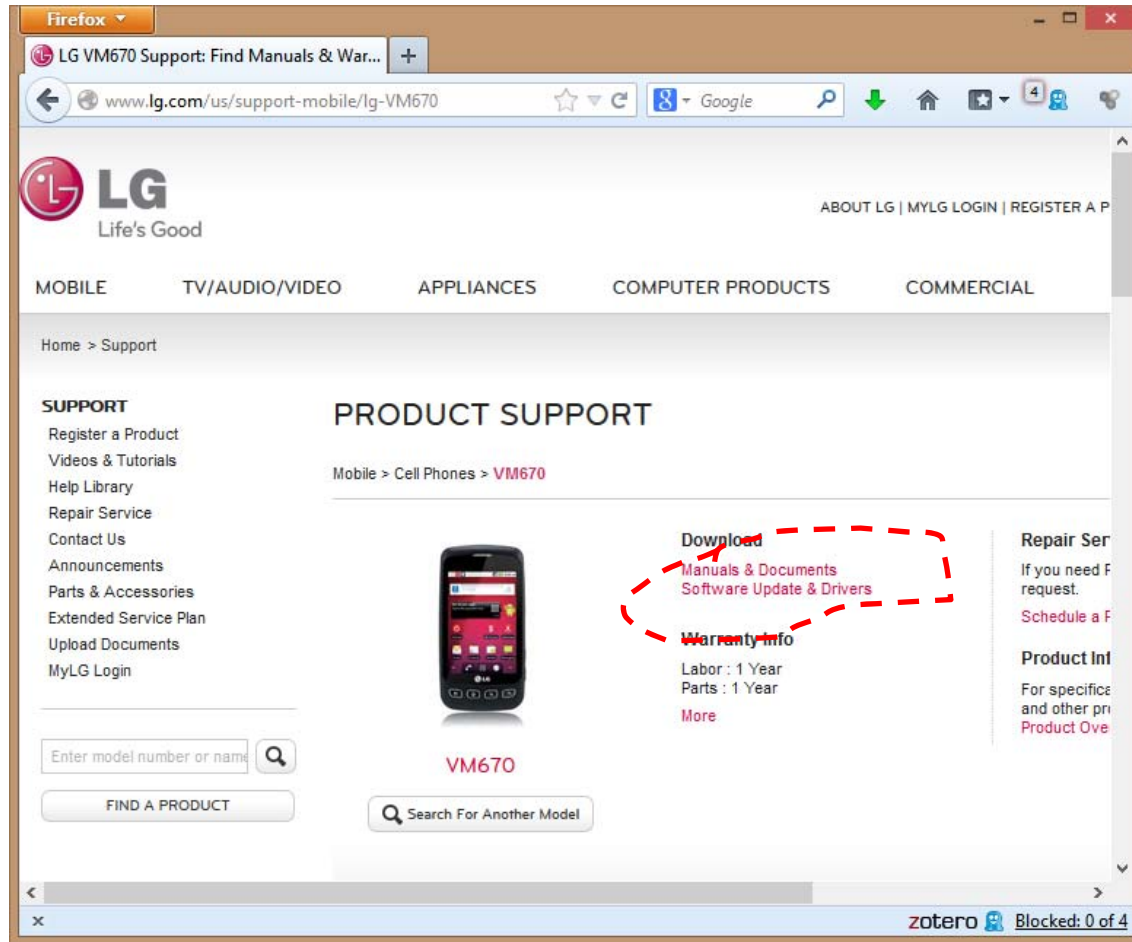 Firefox
LG VM670 Support: Find Manuals & War...
www.lg.com/us/support-mobile/lg-VM670
Google
4
LG
Life's Good
ABOUT LG | MYLG LOGIN | REGISTER A P
MOBILE TV/AUDIO/VIDEO APPLIANCES COMPUTER PRODUCTS COMMERCIAL
Home > Support
SUPPORT
Register a Product
Videos & Tutorials
Help Library
Repair Service
Contact Us
Announcements
Parts & Accessories
Extended Service Plan
Upload Documents
MyLG Login
Enter model number or name
FIND A PRODUCT
PRODUCT SUPPORT
Mobile > Cell Phones > VM670
VM670
Search For Another Model
Download
Manuals & Documents
Software Update & Drivers
Warranty Info
Labor : 1 Year
Parts : 1 Year
More
Repair Ser
If you need
request.
Schedule a
Product Inf
For specifica
and other pr
Product Ove
zotero Blocked: 0 of 4